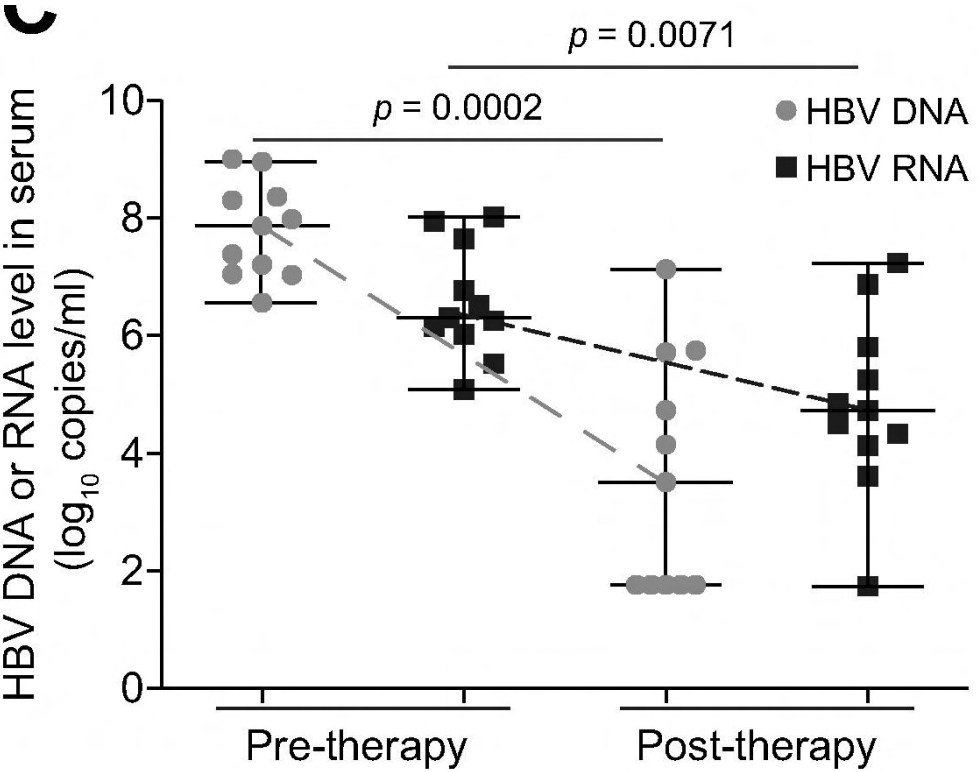 C
p = 0.0071
p = 0.0002
HBV DNA
HBV RNA
HBV DNA or RNA level in serum
(log10 copies/ml)
10
8
6
4
2
0
Pre-therapy
Post-therapy